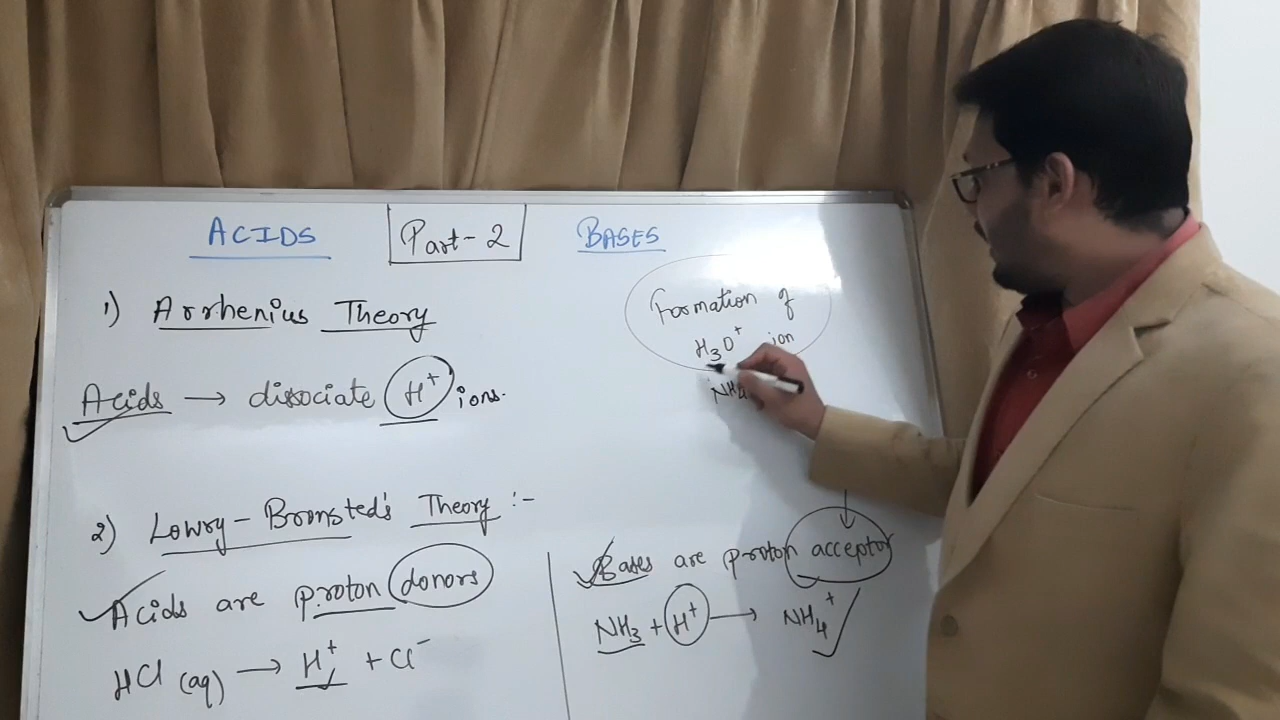 ACIDS Part-2 BASES
1) Arrhenius Theory
Acids → dissociate H⁺ ions.
Formation of
H₃O⁺ ion
NH₄
2) Lowry-Bronsted's Theory :-
Acids are proton donors
HCl (aq) → H⁺ + Cl⁻
Bases are proton acceptor
NH₃ + H⁺ → NH₄⁺